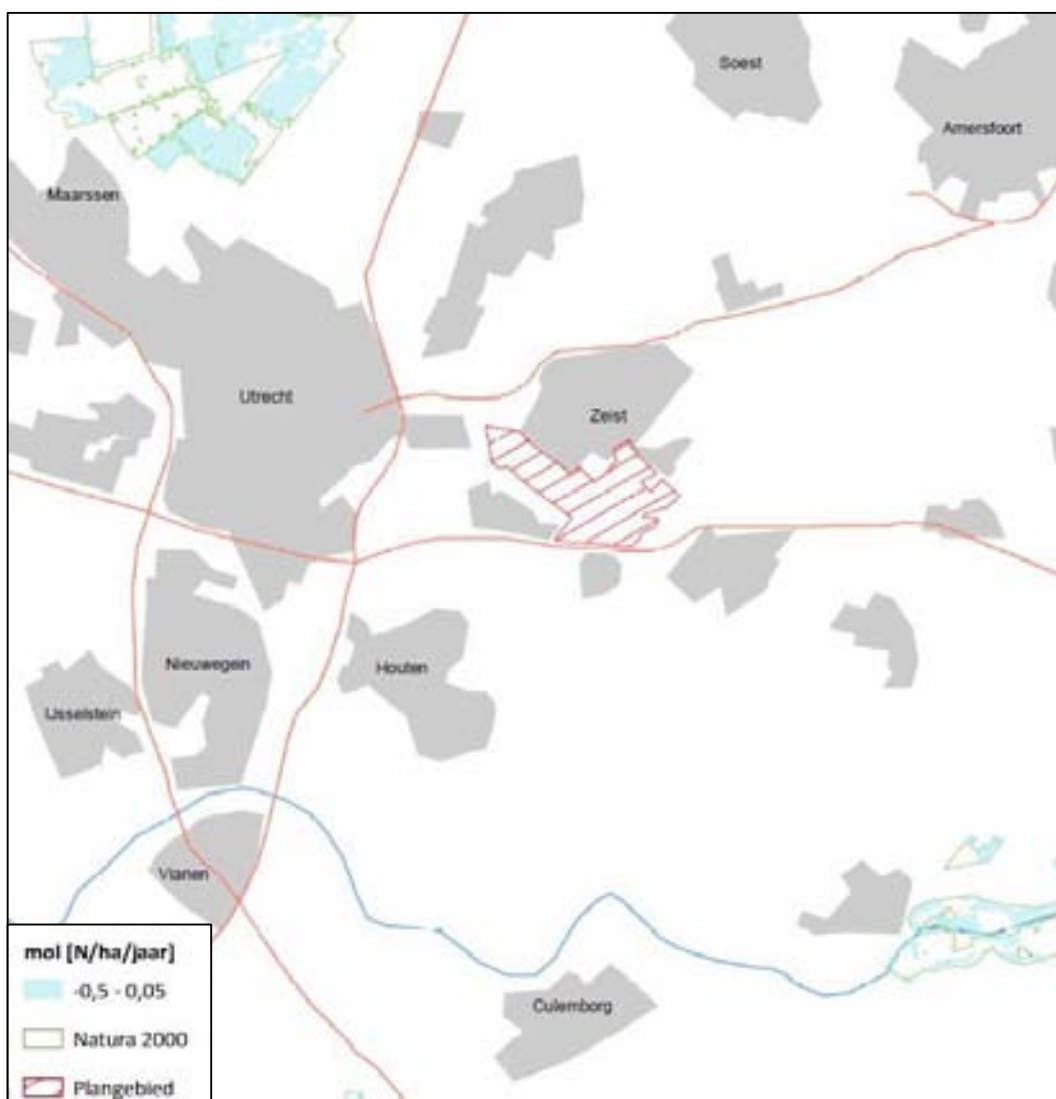 Soest
Amersfoort
Maarssen
Utrecht
Zeist
Nieuwegein
Houten
IJsselstein
Vianen
Culemborg
mol [N/ha/jaar]
-0,5 - 0,05
Natura 2000
Plangebied